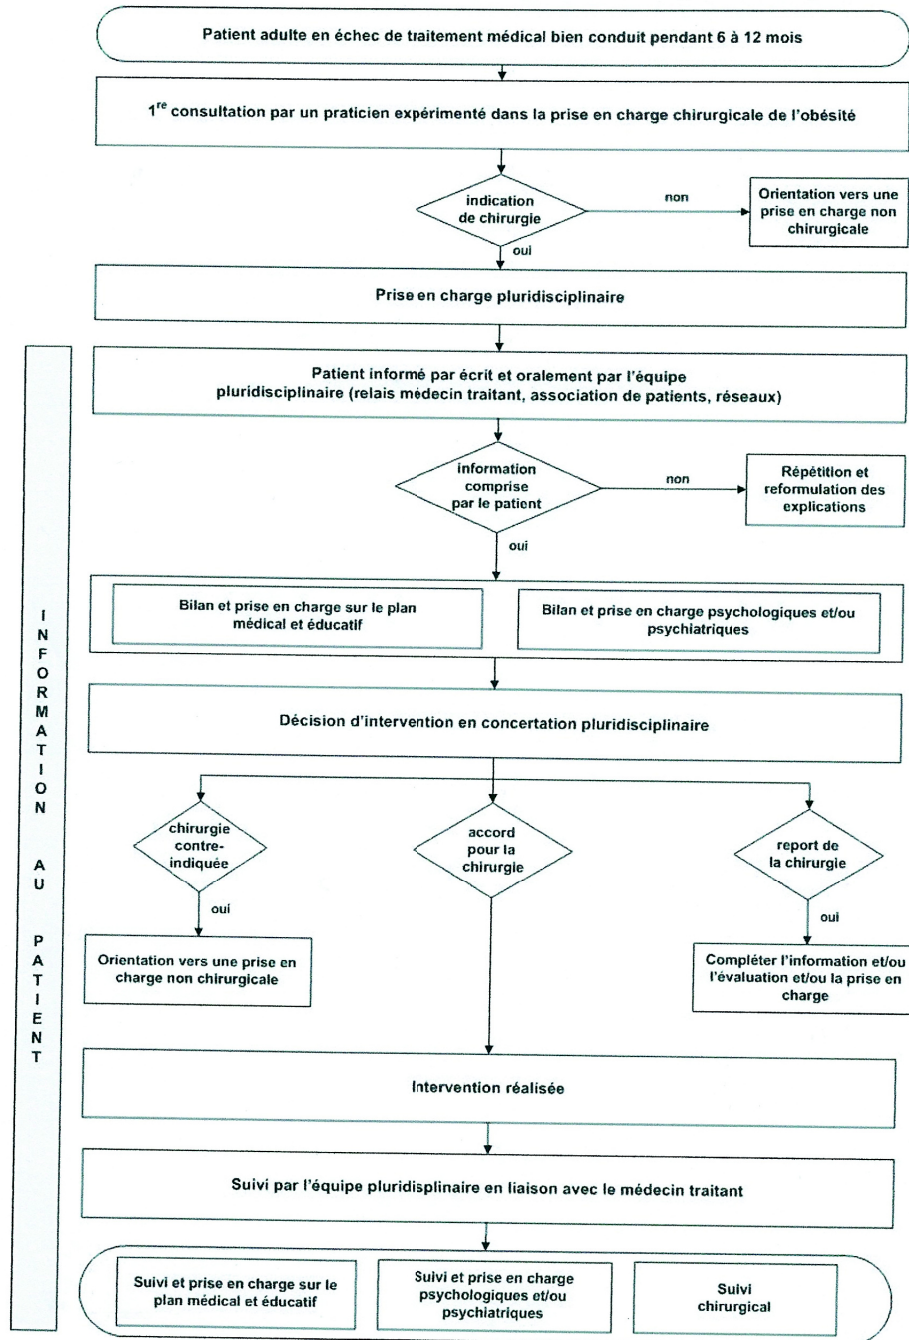 Patient adulte en échec de traitement médical bien conduit pendant 6 à 12 mois
1re consultation par un praticien expérimenté dans la prise en charge chirurgicale de l'obésité
indication
de chirurgie
non
Orientation vers une
prise en charge non
chirurgicale
oui
Prise en charge pluridisciplinaire
Patient informé par écrit et oralement par l'équipe
pluridisciplinaire (relais médecin traitant, association de patients, réseaux)
information
comprise
par le patient
non
Répétition et
reformulation des
explications
oui
Bilan et prise en charge sur le plan
médical et éducatif
Bilan et prise en charge psychologiques et/ou
psychiatriques
Décision d'intervention en concertation pluridisciplinaire
chirurgie
contre-
indiquée
accord
pour la
chirurgie
report de
la chirurgie
oui
oui
Orientation vers une prise en
charge non chirurgicale
Compléter l'information et/ou
l'évaluation et/ou la prise en
charge
Intervention réalisée
Suivi par l'équipe pluridisplinaire en liaison avec le médecin traitant
Suivi et prise en charge sur le
plan médical et éducatif
Suivi et prise en charge
psychologiques et/ou
psychiatriques
Suivi
chirurgical
INFORMATION AU PATIENT